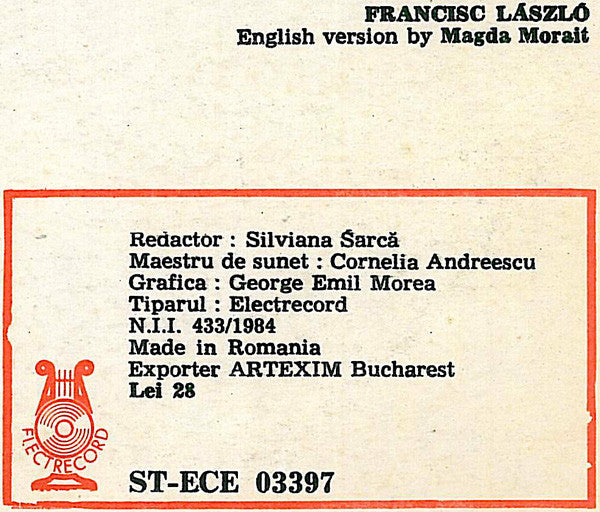 FRANCISC LÁSZLÓ
English version by Magda Morait
Redactor : Silviana Șarcă
Maestru de sunet : Cornelia Andreescu
Grafica : George Emil Morea
Tiparul : Electrecord
N.I.I. 433/1984
Made in Romania
Exporter ARTEXIM Bucharest
Lei 28
ELECTRECORD
ST-ECE 03397